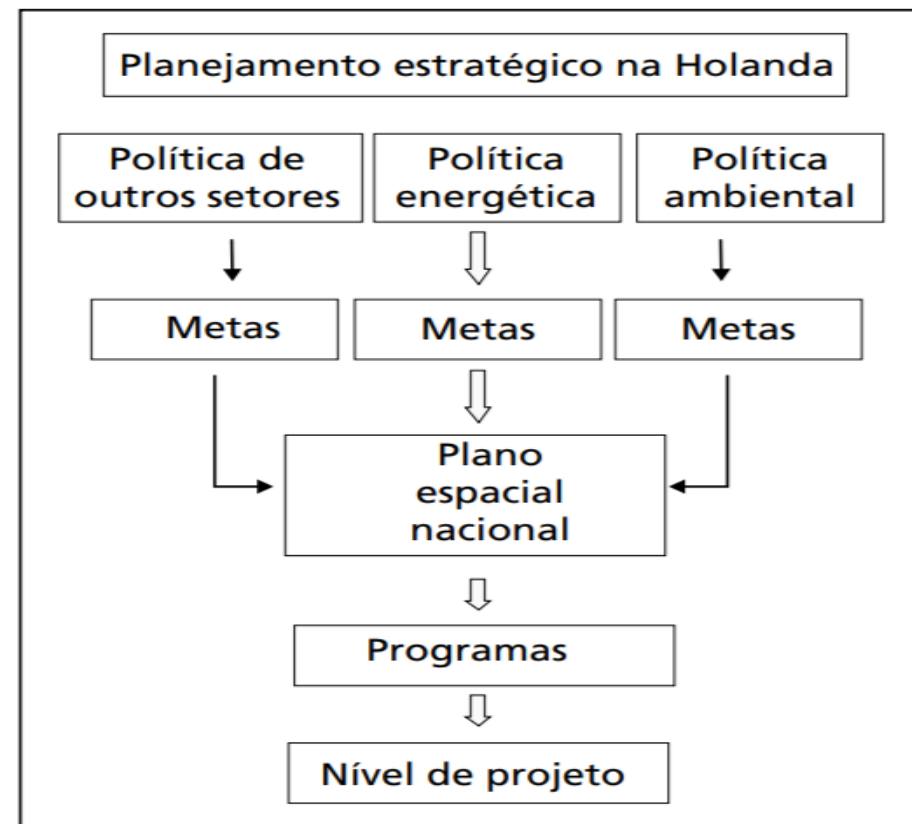 Planejamento estratégico na Holanda
Política de
outros setores
Política
energética
Política
ambiental
Metas
Metas
Metas
Plano
espacial
nacional
Programas
Nível de projeto